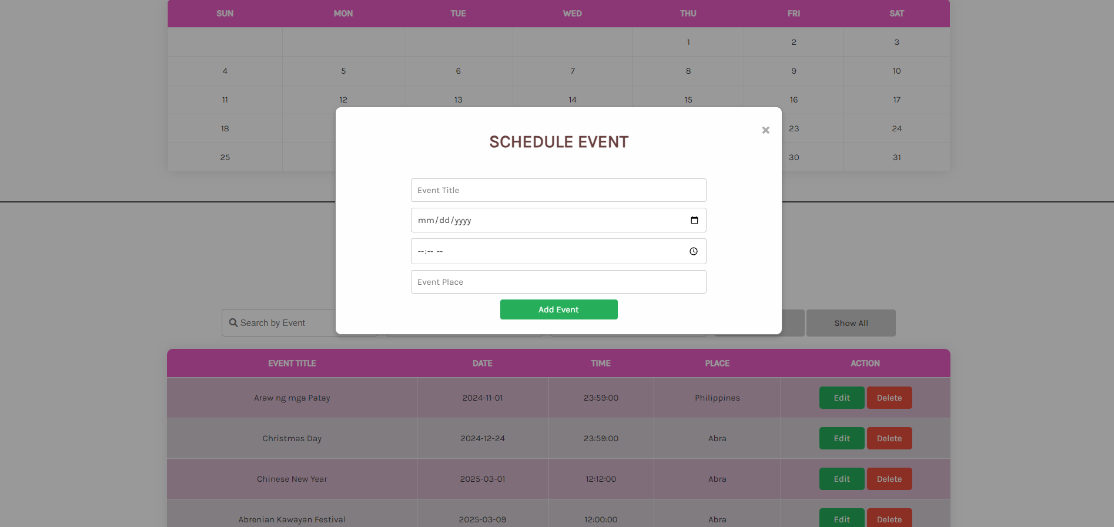 SUN MON TUE WED THU FRI SAT
1 2 3
4 5 6 7 8 9 10
11 12 13 14 15 16 17
18 23 24
25 30 31
×
SCHEDULE EVENT
Event Title
mm/dd/yyyy
--:-- --
Event Place
Add Event
Search by Event Show All
EVENT TITLE DATE TIME PLACE ACTION
Araw ng mga Patay 2024-11-01 23:59:00 Philippines Edit Delete
Christmas Day 2024-12-24 23:59:00 Abra Edit Delete
Chinese New Year 2025-03-01 12:12:00 Abra Edit Delete
Abrenian Kawayan Festival 2025-03-09 12:00:00 Abra Edit Delete